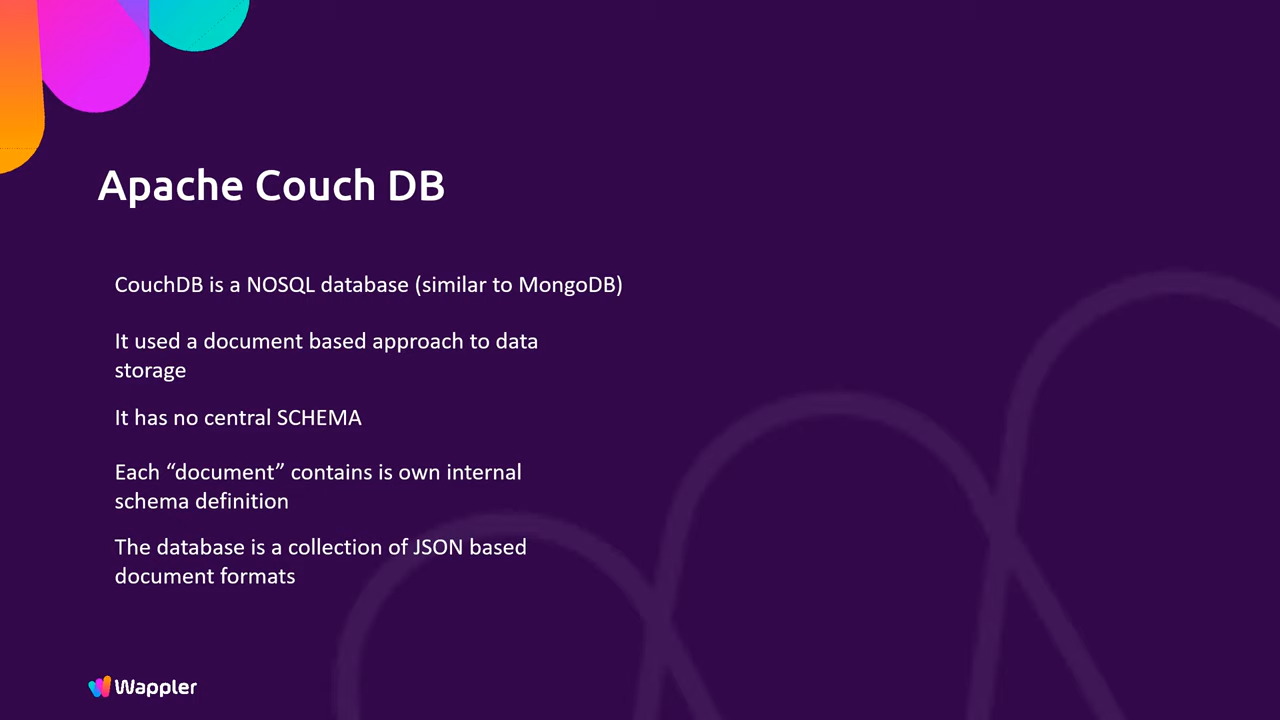 Apache Couch DB
CouchDB is a NOSQL database (similar to MongoDB)
It used a document based approach to data
storage
It has no central SCHEMA
Each “document” contains is own internal
schema definition
The database is a collection of JSON based
document formats
Wappler